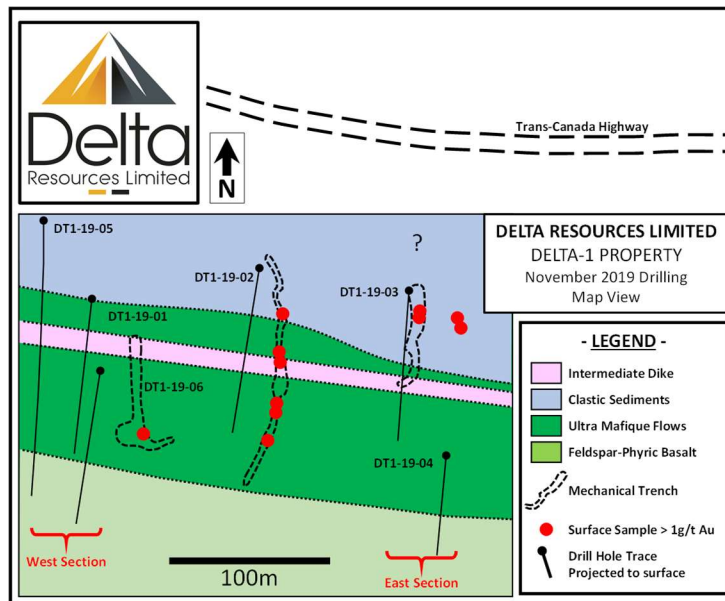 Delta
Resources Limited
N
Trans-Canada Highway
DELTA RESOURCES LIMITED
DELTA-1 PROPERTY
November 2019 Drilling
Map View
DT1-19-05
DT1-19-02
?
DT1-19-03
DT1-19-01
DT1-19-06
DT1-19-04
West Section
100m
East Section
- LEGEND -
Intermediate Dike
Clastic Sediments
Ultra Mafique Flows
Feldspar-Phyric Basalt
Mechanical Trench
Surface Sample > 1g/t Au
Drill Hole Trace
Projected to surface